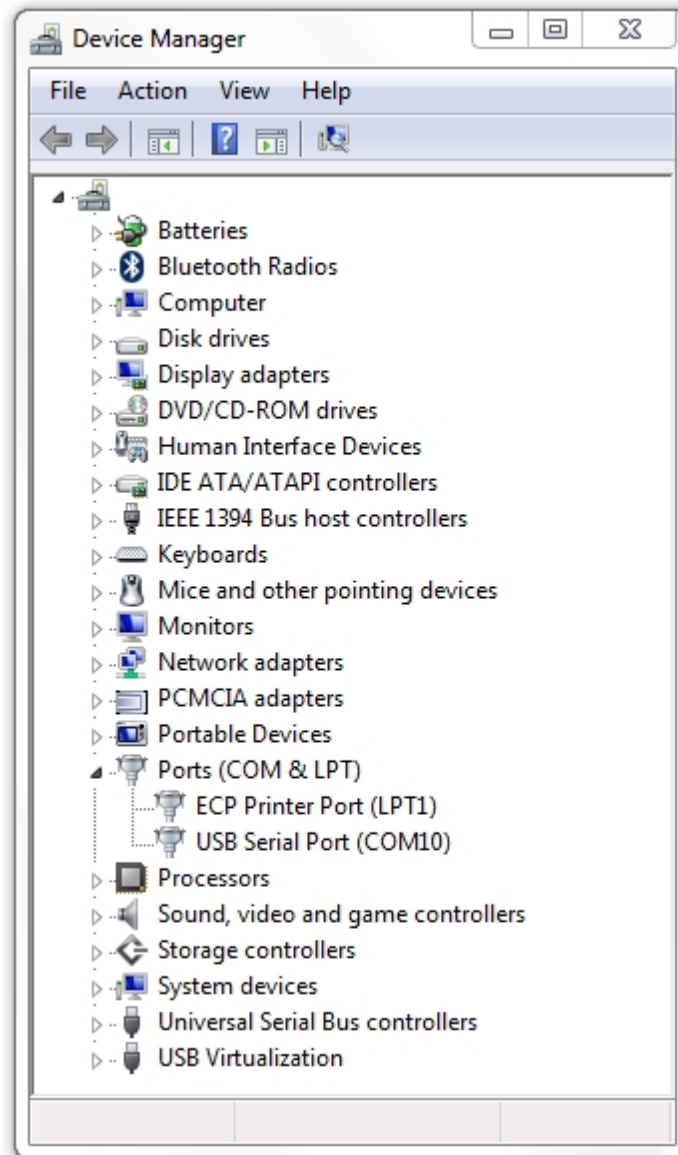 Device Manager
File Action View Help
Batteries
Bluetooth Radios
Computer
Disk drives
Display adapters
DVD/CD-ROM drives
Human Interface Devices
IDE ATA/ATAPI controllers
IEEE 1394 Bus host controllers
Keyboards
Mice and other pointing devices
Monitors
Network adapters
PCMCIA adapters
Portable Devices
Ports (COM & LPT)
ECP Printer Port (LPT1)
USB Serial Port (COM10)
Processors
Sound, video and game controllers
Storage controllers
System devices
Universal Serial Bus controllers
USB Virtualization